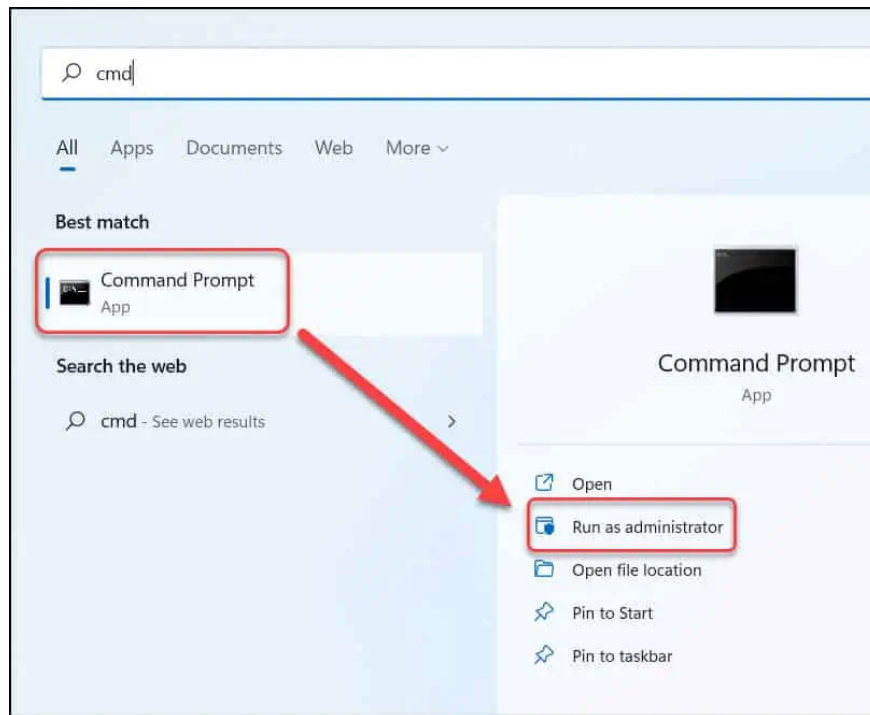 cmd
All Apps Documents Web More
Best match
Command Prompt
App
Search the web
cmd - See web results
Command Prompt
App
Open
Run as administrator
Open file location
Pin to Start
Pin to taskbar